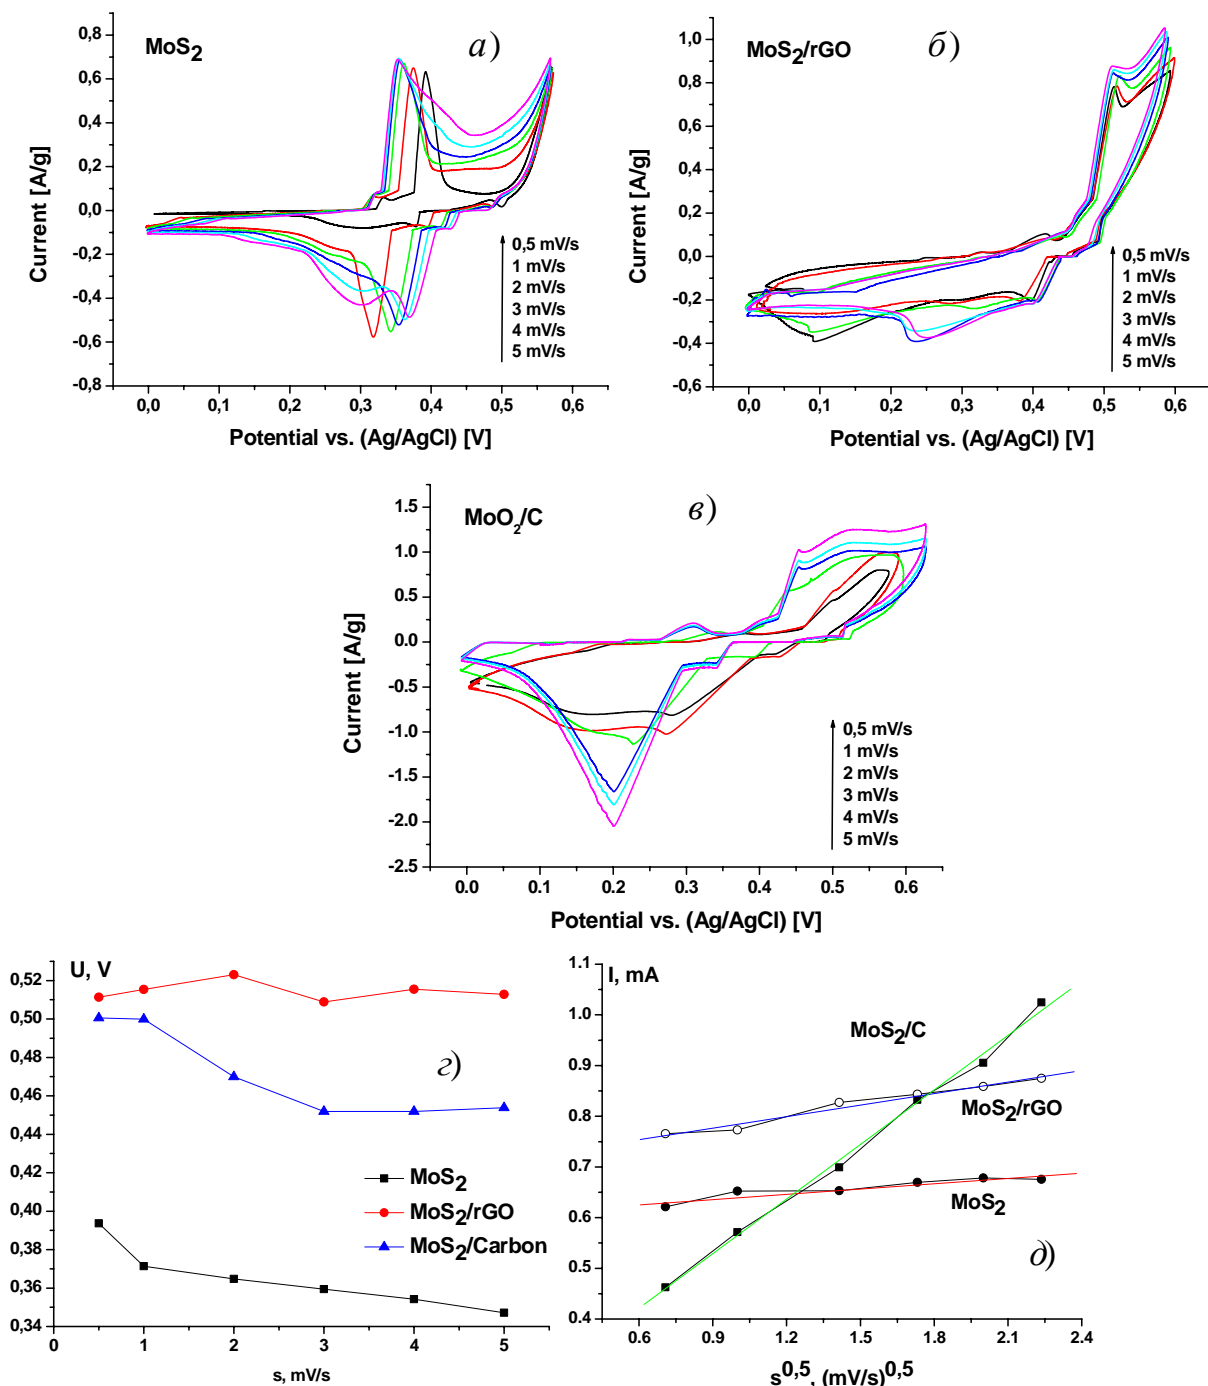 MoS2
а)
0,8
0,6
0,4
0,2
0,0
-0,2
-0,4
-0,6
-0,8
Current [A/g]
0,5 mV/s
1 mV/s
2 mV/s
3 mV/s
4 mV/s
5 mV/s
0,0 0,1 0,2 0,3 0,4 0,5 0,6
Potential vs. (Ag/AgCl) [V]
MoS2/rGO
б)
1,0
0,8
0,6
0,4
0,2
0,0
-0,2
-0,4
-0,6
Current [A/g]
0,5 mV/s
1 mV/s
2 mV/s
3 mV/s
4 mV/s
5 mV/s
0,0 0,1 0,2 0,3 0,4 0,5 0,6
Potential vs. (Ag/AgCl) [V]
MoO2/C
в)
1.5
1.0
0.5
0.0
-0.5
-1.0
-1.5
-2.0
-2.5
Current [A/g]
0,5 mV/s
1 mV/s
2 mV/s
3 mV/s
4 mV/s
5 mV/s
0.0 0.1 0.2 0.3 0.4 0.5 0.6
Potential vs. (Ag/AgCl) [V]
U, V
0,52
0,50
0,48
0,46
0,44
0,42
0,40
0,38
0,36
0,34
г)
MoS2
MoS2/rGO
MoS2/Carbon
0 1 2 3 4 5
s, mV/s
I, mA
1.1
1.0
0.9
0.8
0.7
0.6
0.5
0.4
MoS2/C
MoS2/rGO
MoS2
д)
0.6 0.9 1.2 1.5 1.8 2.1 2.4
s0,5, (mV/s)0,5